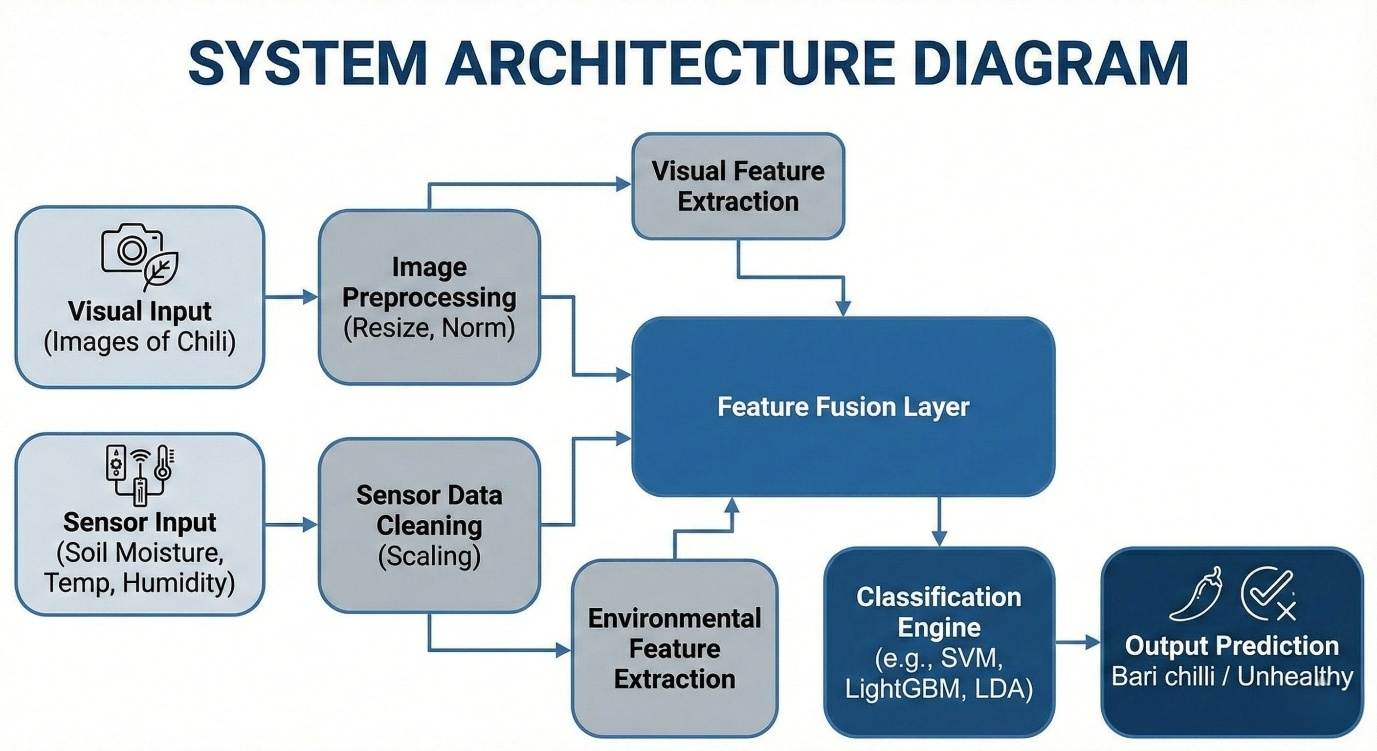 SYSTEM ARCHITECTURE DIAGRAM
Visual Feature
Extraction
Visual Input
(Images of Chili)
Image
Preprocessing
(Resize, Norm)
Feature Fusion Layer
Sensor Input
(Soil Moisture,
Temp, Humidity)
Sensor Data
Cleaning
(Scaling)
Environmental
Feature
Extraction
Classification
Engine
(e.g., SVM,
LightGBM, LDA)
Output Prediction
Bari chilli / Unhealthy